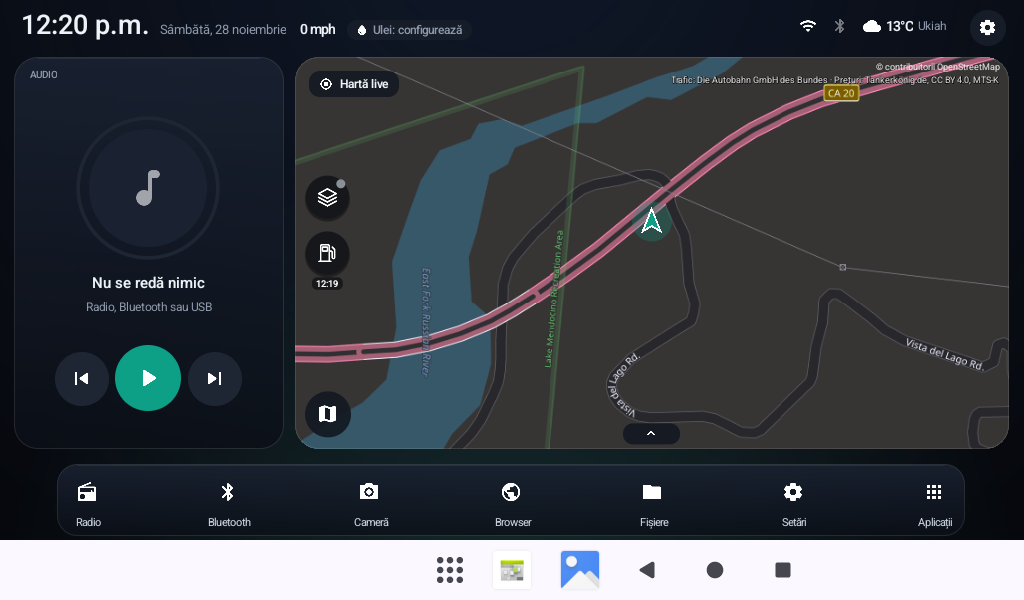 12:20 p.m.
Sâmbătă, 28 noiembrie
0 mph
Ulei: configurează
13°C
Ukiah
AUDIO
Nu se redă nimic
Radio, Bluetooth sau USB
Hartă live
© contribuitorii OpenStreetMap
Trafic: Die Autobahn GmbH des Bundes · Prețuri: Tankerkönig.de, CC BY 4.0, MTS-K
CA 20
12:19
East Fork Russian River
Lake Mendocino Recreation Area
Vista del Lago Rd.
Vista del Lago Rd.
Radio
Bluetooth
Cameră
Browser
Fișiere
Setări
Aplicații